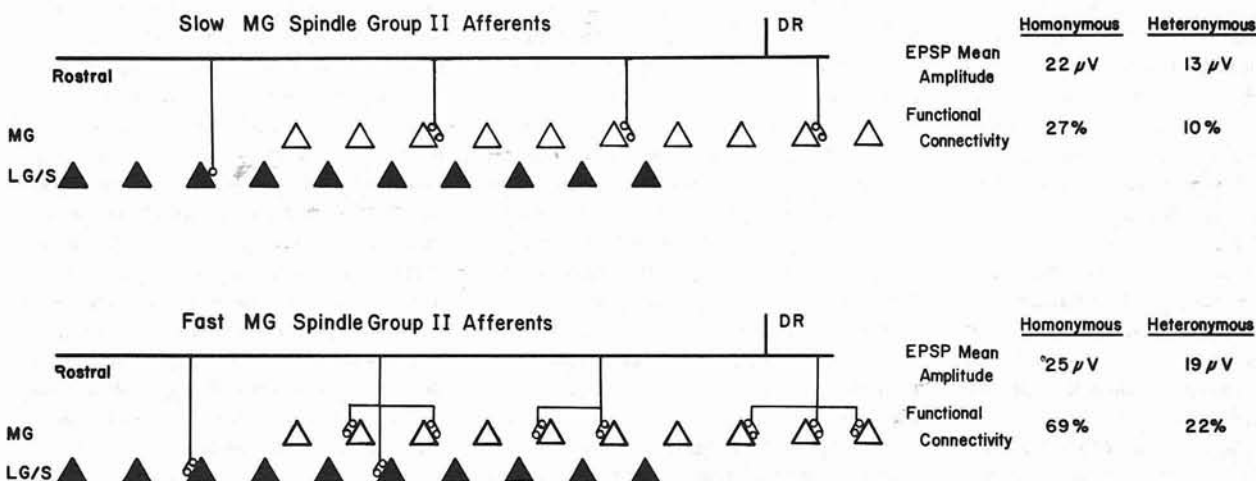 Slow MG Spindle Group II Afferents
DR
Homonymous Heteronymous
Rostral
EPSP Mean Amplitude 22 μV 13 μV
MG
Functional Connectivity 27% 10%
LG/S
Fast MG Spindle Group II Afferents
DR
Homonymous Heteronymous
Rostral
EPSP Mean Amplitude 25 μV 19 μV
MG
Functional Connectivity 69% 22%
LG/S